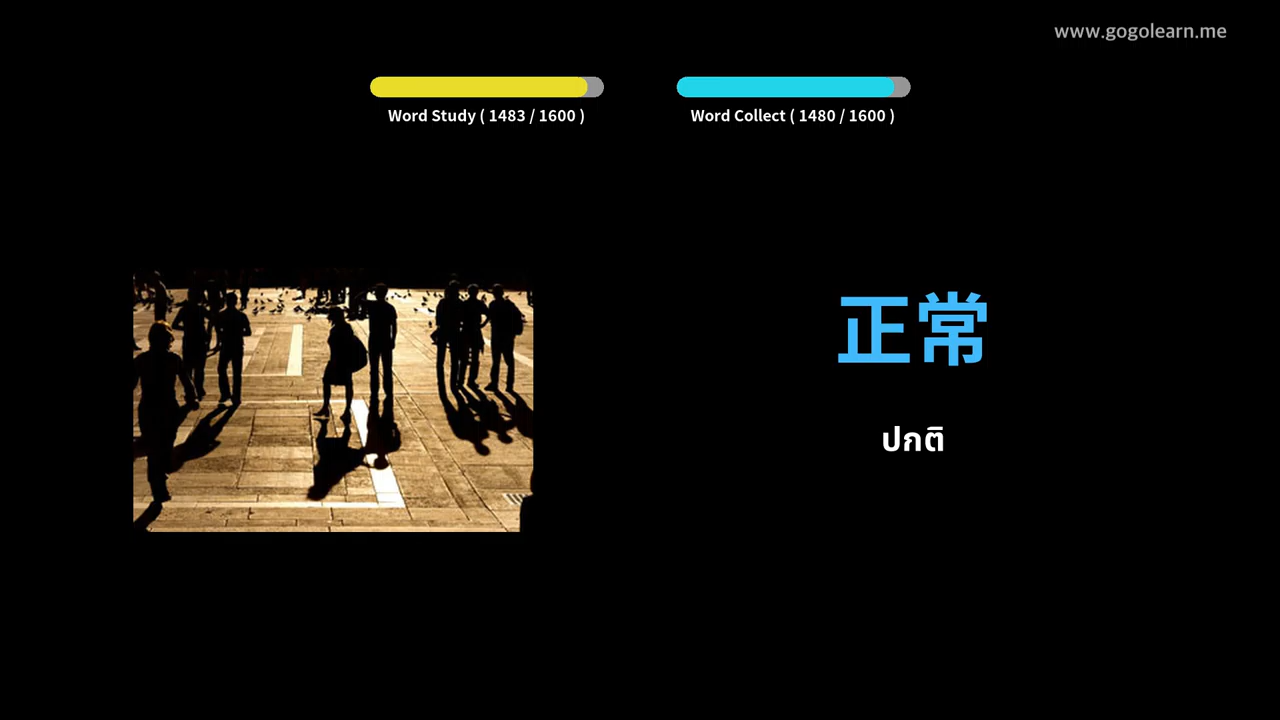 www.gogolearn.me
Word Study ( 1483 / 1600 )
Word Collect ( 1480 / 1600 )
正常
ปกติ